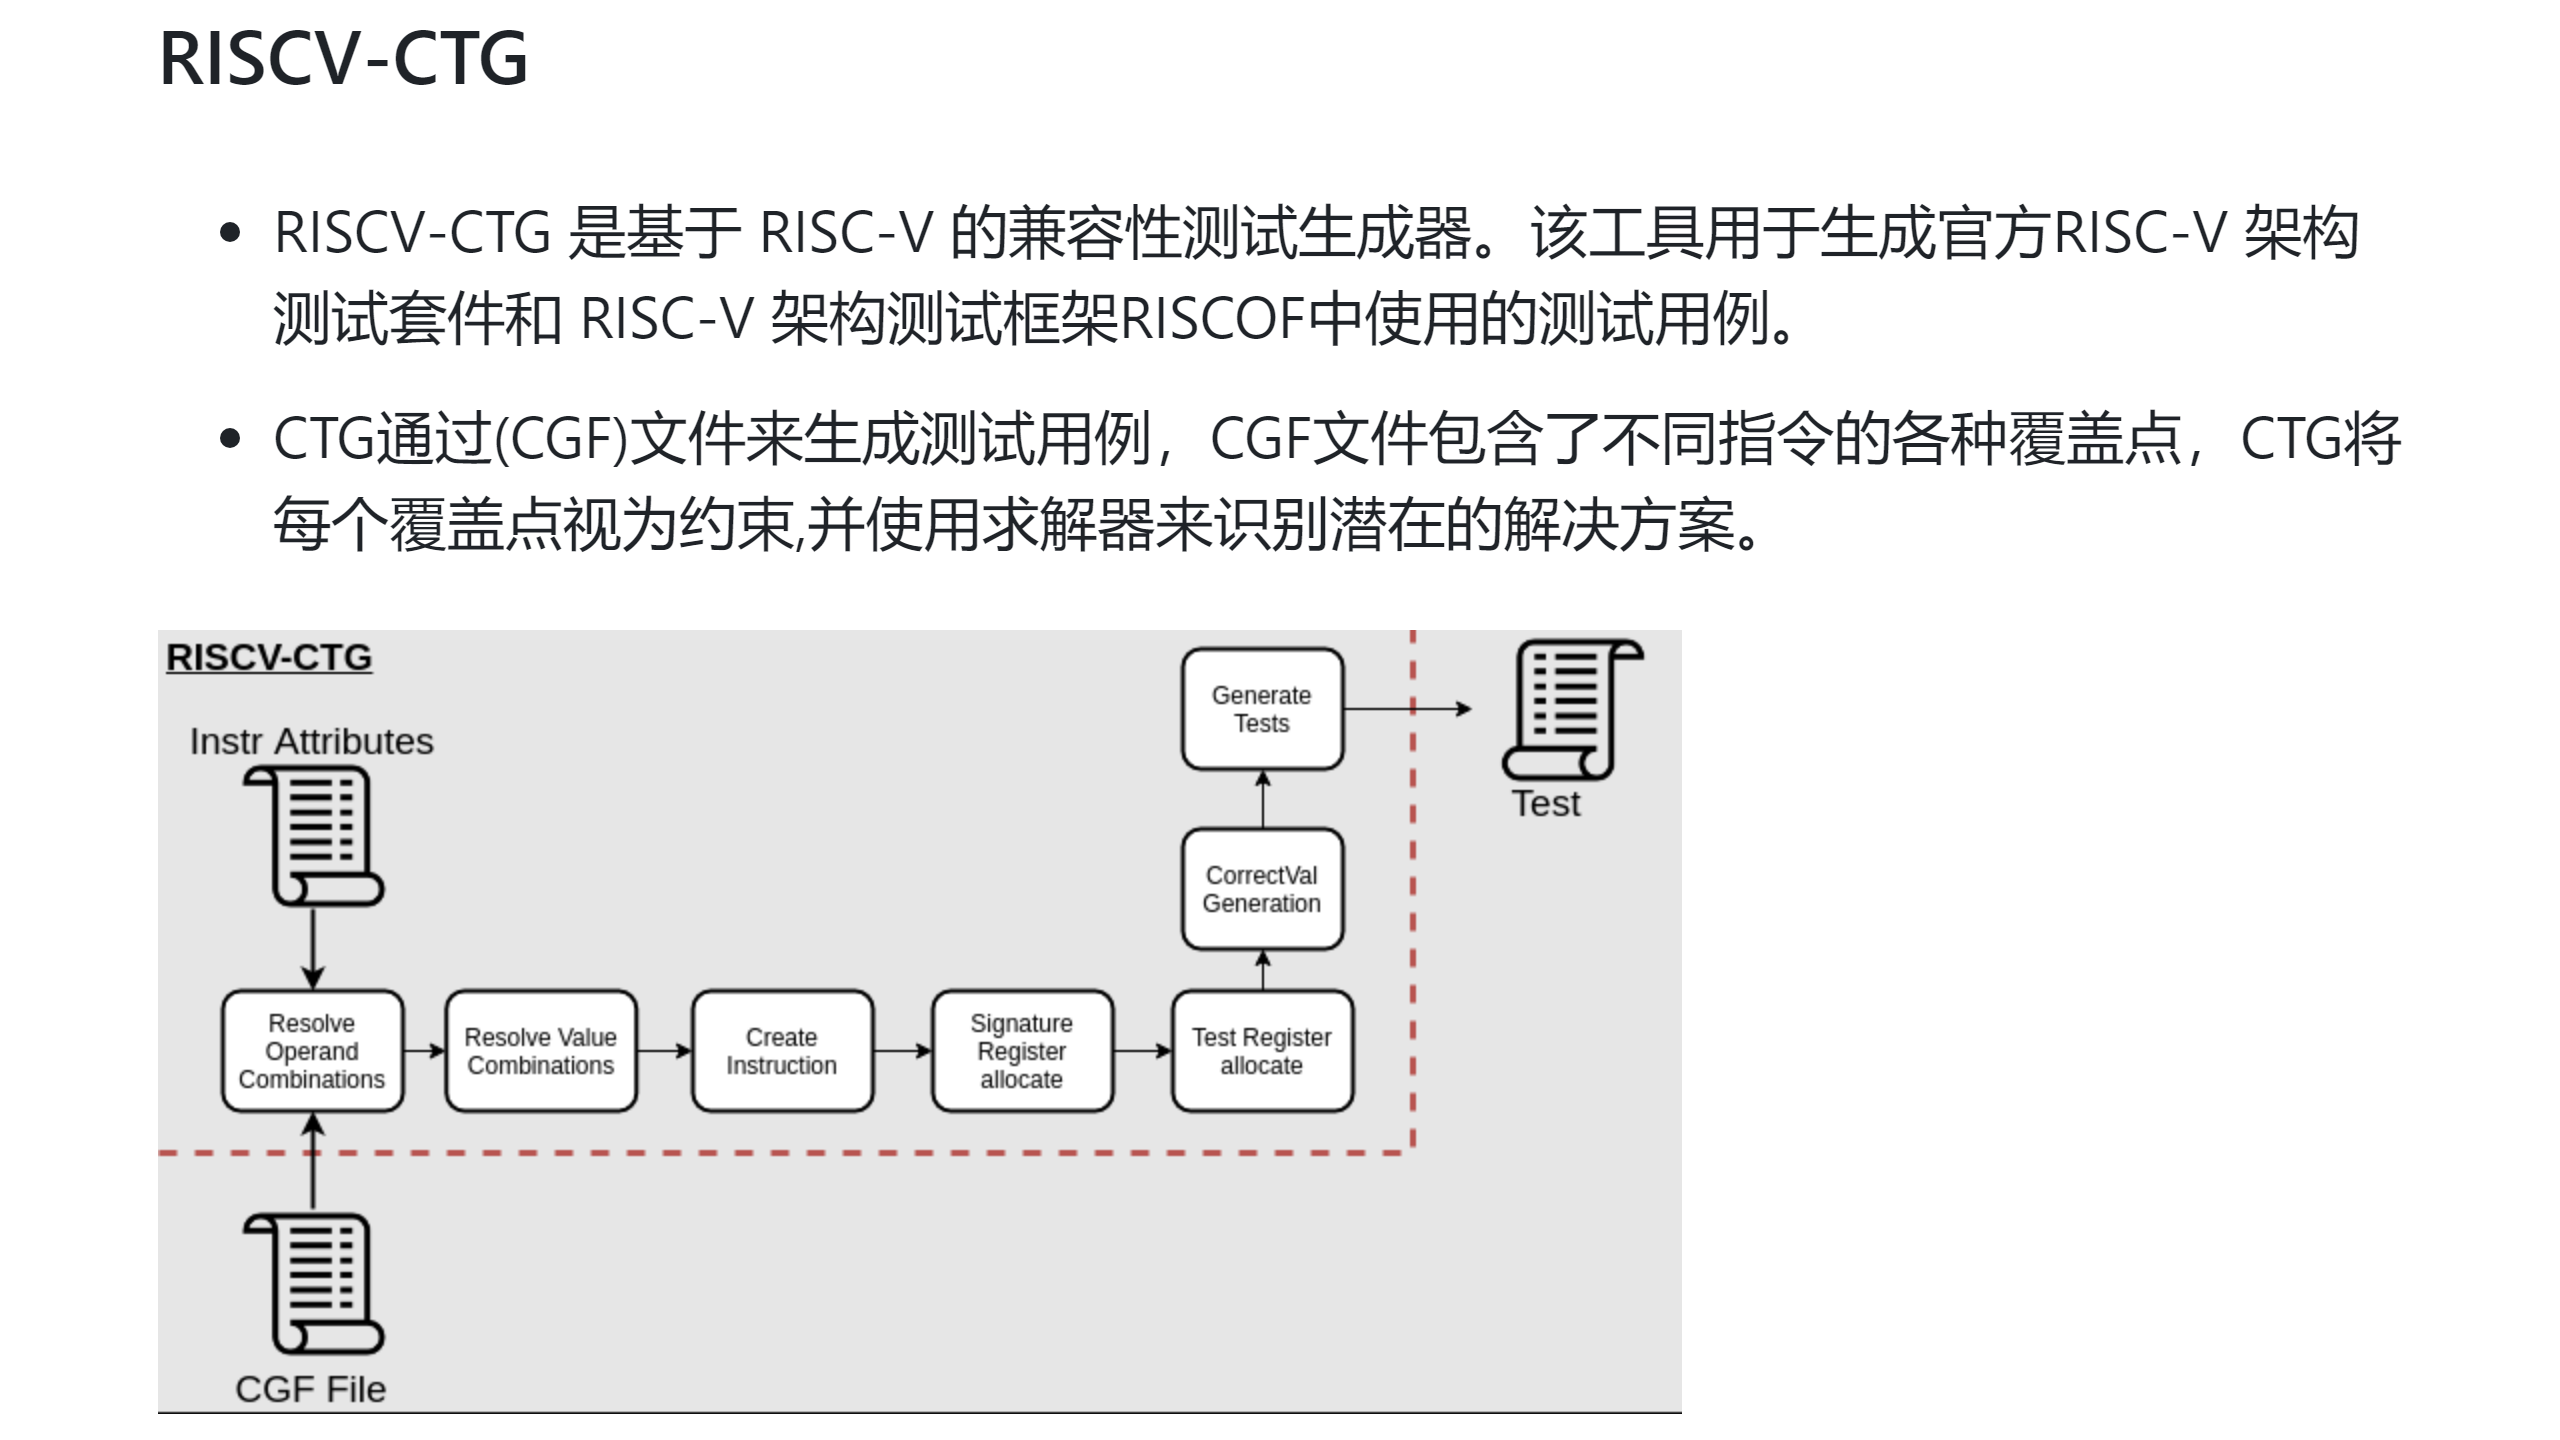 RISCV-CTG
• RISCV-CTG 是基于 RISC-V 的兼容性测试生成器。该工具用于生成官方RISC-V 架构
测试套件和 RISC-V 架构测试框架RISCOF中使用的测试用例。
• CTG通过(CGF)文件来生成测试用例，CGF文件包含了不同指令的各种覆盖点，CTG将
每个覆盖点视为约束,并使用求解器来识别潜在的解决方案。
RISCV-CTG
Instr Attributes
Resolve
Operand
Combinations
Resolve Value
Combinations
Create
Instruction
Signature
Register
allocate
Test Register
allocate
CorrectVal
Generation
Generate
Tests
Test
CGF File